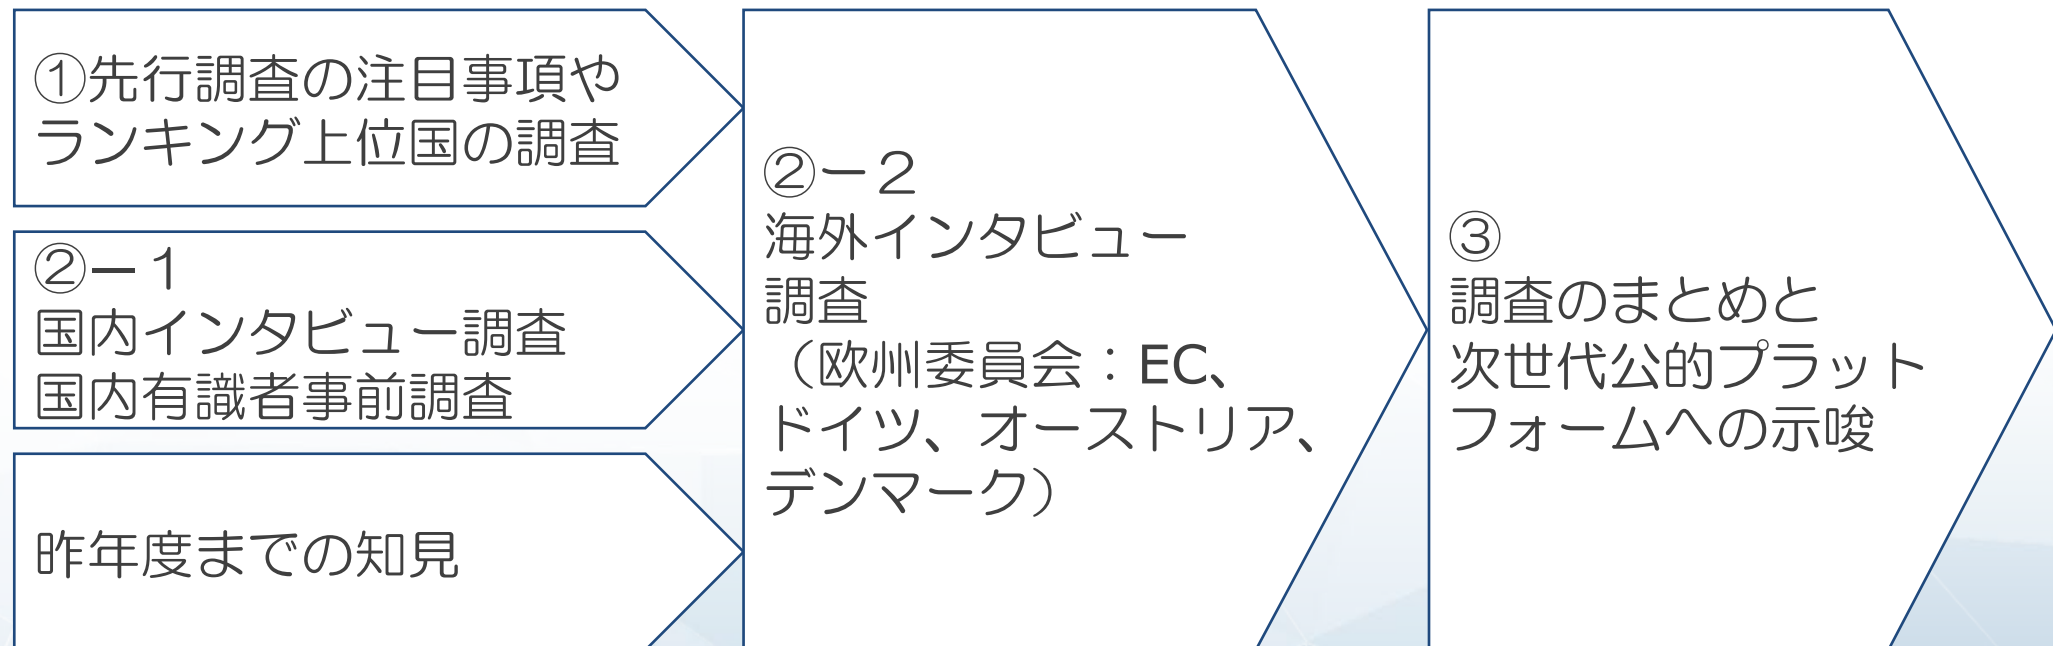 ①先行調査の注目事項や
ランキング上位国の調査
②－１
国内インタビュー調査
国内有識者事前調査
昨年度までの知見
②－２
海外インタビュー
調査
（欧州委員会：EC、
ドイツ、オーストリア、
デンマーク）
③
調査のまとめと
次世代公的プラット
フォームへの示唆